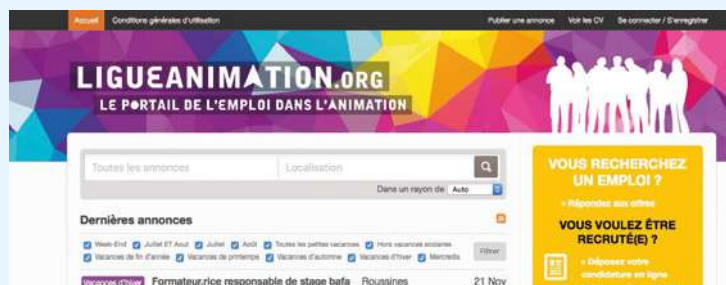 Accueil Conditions générales d'utilisation Publier une annonce Voir les CV Se connecter / S'enregistrer
LIGUEANIMATION.ORG
LE PORTAIL DE L'EMPLOI DANS L'ANIMATION
Toutes les annonces Localisation
Dans un rayon de Auto
Dernières annonces
Week-End Juillet ET Aout Juillet Août Toutes les petites vacances Hors vacances scolaires
Vacances de fin d'année Vacances de printemps Vacances d'automne Vacances d'hiver Mercredis
Filtrer
Vacances d'hiver Formateur.rice responsable de stage bafa Roussines 21 Nov
VOUS RECHERCHEZ
UN EMPLOI ?
» Répondez aux offres
VOUS VOULEZ ÊTRE
RECRUTÉ(E) ?
» Déposez votre
candidature en ligne